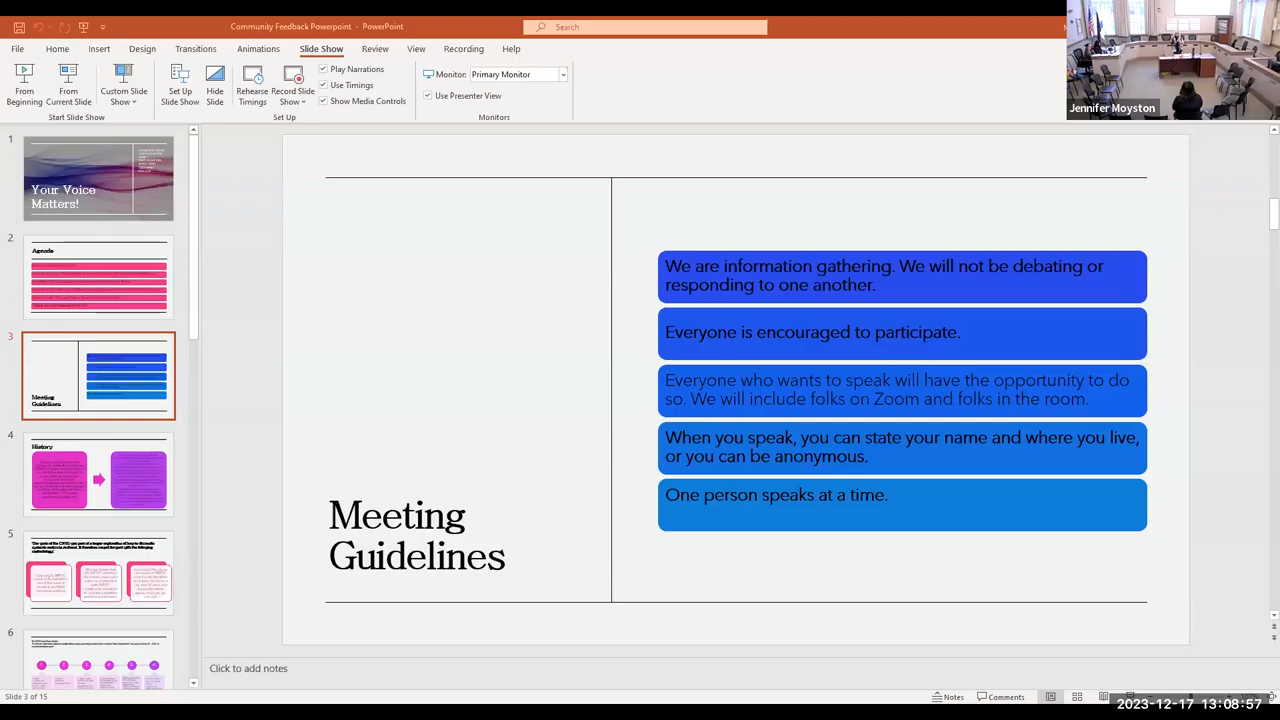 Community Feedback Powerpoint - PowerPoint
Search
File Home Insert Design Transitions Animations Slide Show Review View Recording Help
From Beginning
From Current Slide
Custom Slide Show
Start Slide Show
Set Up Slide Show
Hide Slide
Rehearse Timings
Record Slide Show
Play Narrations
Use Timings
Show Media Controls
Set Up
Monitor: Primary Monitor
Use Presenter View
Monitors
Jennifer Moyston
1
Your Voice
Matters!
2
Agenda
3
Meeting
Guidelines
4
History
5
6
We are information gathering. We will not be debating or
responding to one another.
Everyone is encouraged to participate.
Everyone who wants to speak will have the opportunity to do
so. We will include folks on Zoom and folks in the room.
When you speak, you can state your name and where you live,
or you can be anonymous.
One person speaks at a time.
Meeting
Guidelines
Click to add notes
Slide 3 of 15
Notes Comments
2023-12-17 13:08:57